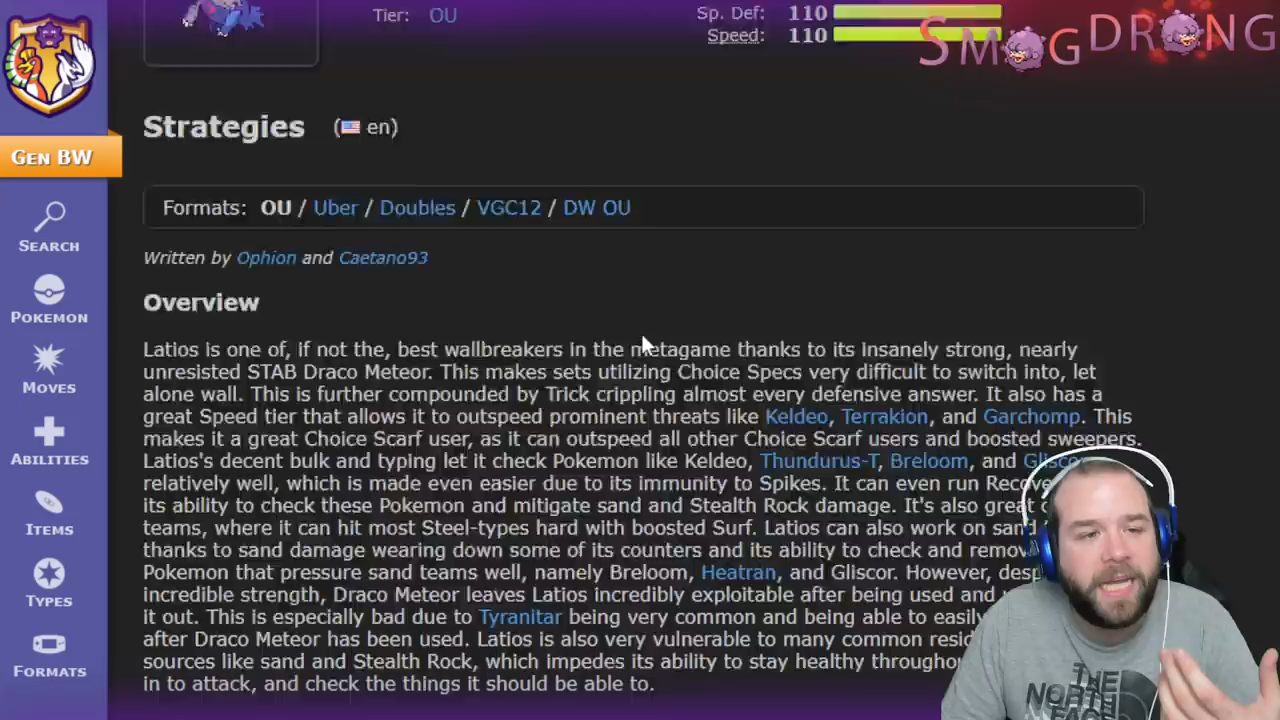 Tier: OU
Sp. Def: 110
Speed: 110
SMOGDRONG
Strategies (en)
GEN BW
Formats: OU / Uber / Doubles / VGC12 / DW OU
SEARCH
Written by Ophion and Caetano93
POKEMON
Overview
MOVES
ABILITIES
ITEMS
TYPES
FORMATS
Latios is one of, if not the, best wallbreakers in the metagame thanks to its insanely strong, nearly
unresisted STAB Draco Meteor. This makes sets utilizing Choice Specs very difficult to switch into, let
alone wall. This is further compounded by Trick crippling almost every defensive answer. It also has a
great Speed tier that allows it to outspeed prominent threats like Keldeo, Terrakion, and Garchomp. This
makes it a great Choice Scarf user, as it can outspeed all other Choice Scarf users and boosted sweepers.
Latios's decent bulk and typing let it check Pokemon like Keldeo, Thundurus-T, Breloom, and Glisco
relatively well, which is made even easier due to its immunity to Spikes. It can even run Recove
its ability to check these Pokemon and mitigate sand and Stealth Rock damage. It's also great
teams, where it can hit most Steel-types hard with boosted Surf. Latios can also work on sand
thanks to sand damage wearing down some of its counters and its ability to check and remov
Pokemon that pressure sand teams well, namely Breloom, Heatran, and Gliscor. However, desp
incredible strength, Draco Meteor leaves Latios incredibly exploitable after being used and
it out. This is especially bad due to Tyranitar being very common and being able to easily
after Draco Meteor has been used. Latios is also very vulnerable to many common resid
sources like sand and Stealth Rock, which impedes its ability to stay healthy througho
in to attack, and check the things it should be able to.
THE
NORTH
FACE